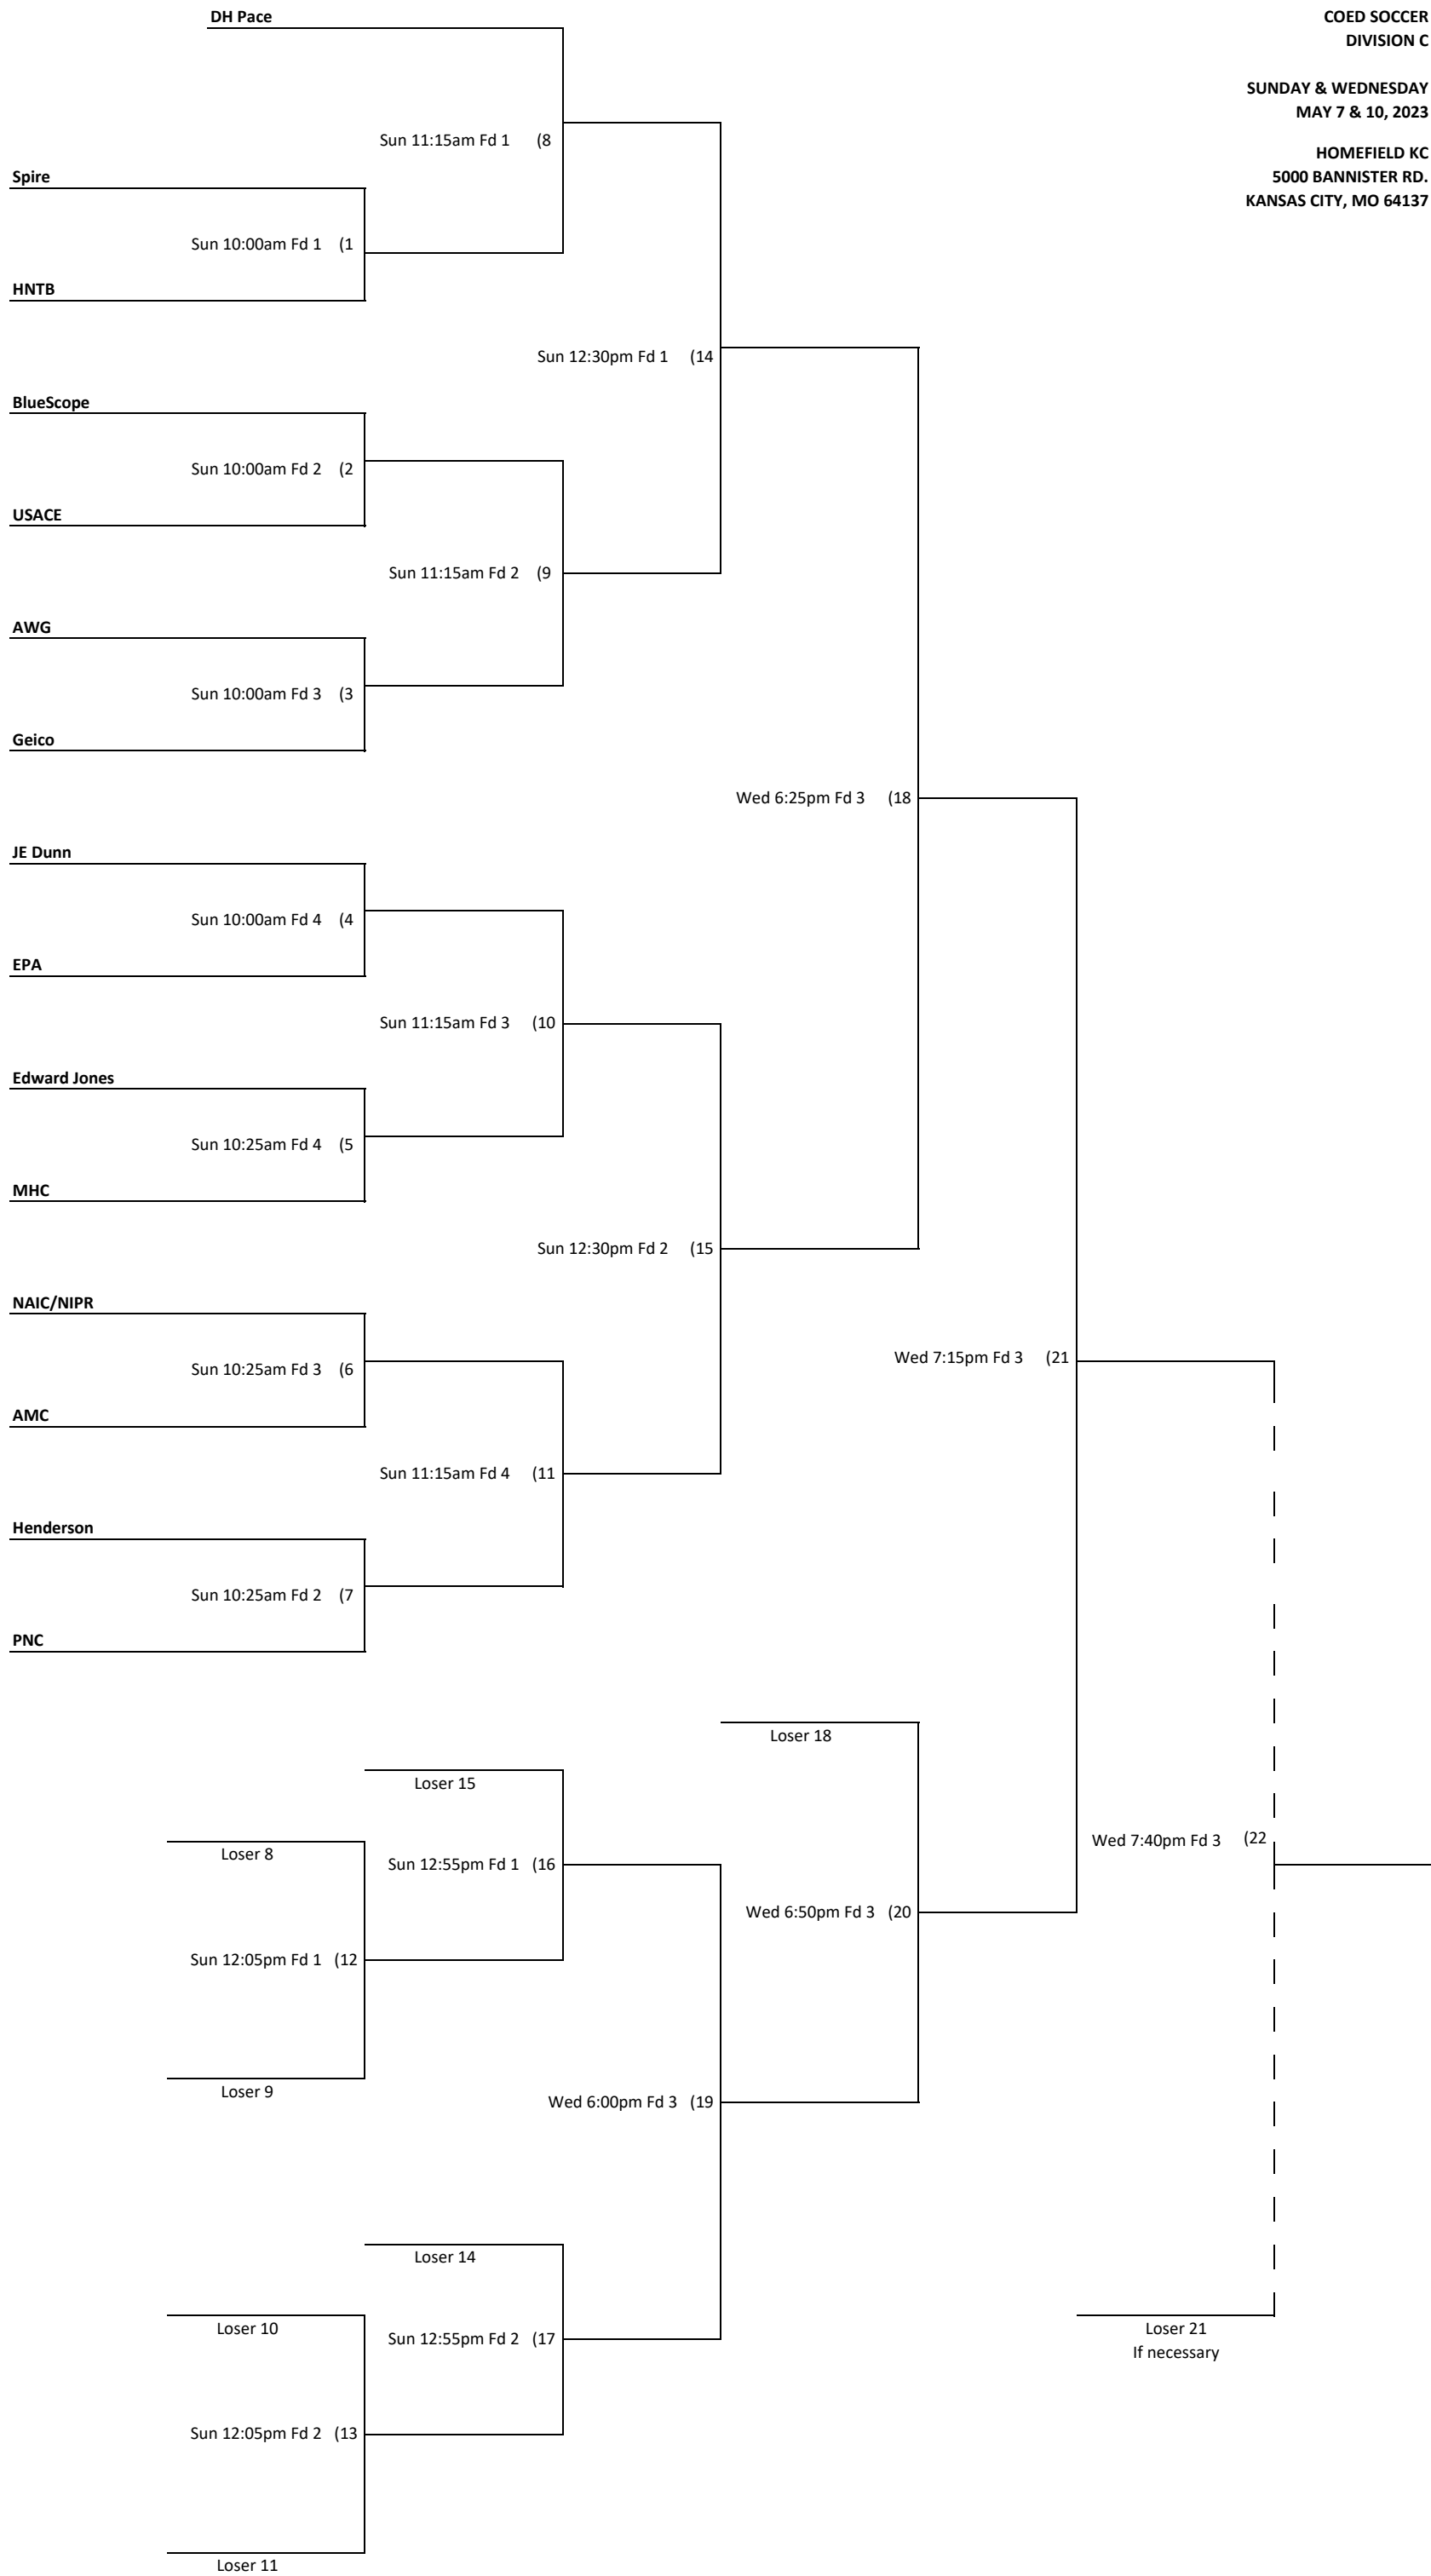 DH Pace
COED SOCCER
DIVISION C
SUNDAY & WEDNESDAY
MAY 7 & 10, 2023
HOMEFIELD KC
5000 BANNISTER RD.
KANSAS CITY, MO 64137
Sun 11:15am Fd 1 (8
Spire
Sun 10:00am Fd 1 (1
HNTB
Sun 12:30pm Fd 1 (14
BlueScope
Sun 10:00am Fd 2 (2
USACE
Sun 11:15am Fd 2 (9
AWG
Sun 10:00am Fd 3 (3
Geico
Wed 6:25pm Fd 3 (18
JE Dunn
Sun 10:00am Fd 4 (4
EPA
Sun 11:15am Fd 3 (10
Edward Jones
Sun 10:25am Fd 4 (5
MHC
Sun 12:30pm Fd 2 (15
NAIC/NIPR
Wed 7:15pm Fd 3 (21
Sun 10:25am Fd 3 (6
AMC
Sun 11:15am Fd 4 (11
Henderson
Sun 10:25am Fd 2 (7
PNC
Loser 18
Loser 15
Wed 7:40pm Fd 3 (22
Loser 8
Sun 12:55pm Fd 1 (16
Wed 6:50pm Fd 3 (20
Sun 12:05pm Fd 1 (12
Loser 9
Wed 6:00pm Fd 3 (19
Loser 14
Loser 10
Loser 21
Sun 12:55pm Fd 2 (17
If necessary
Sun 12:05pm Fd 2 (13
Loser 11